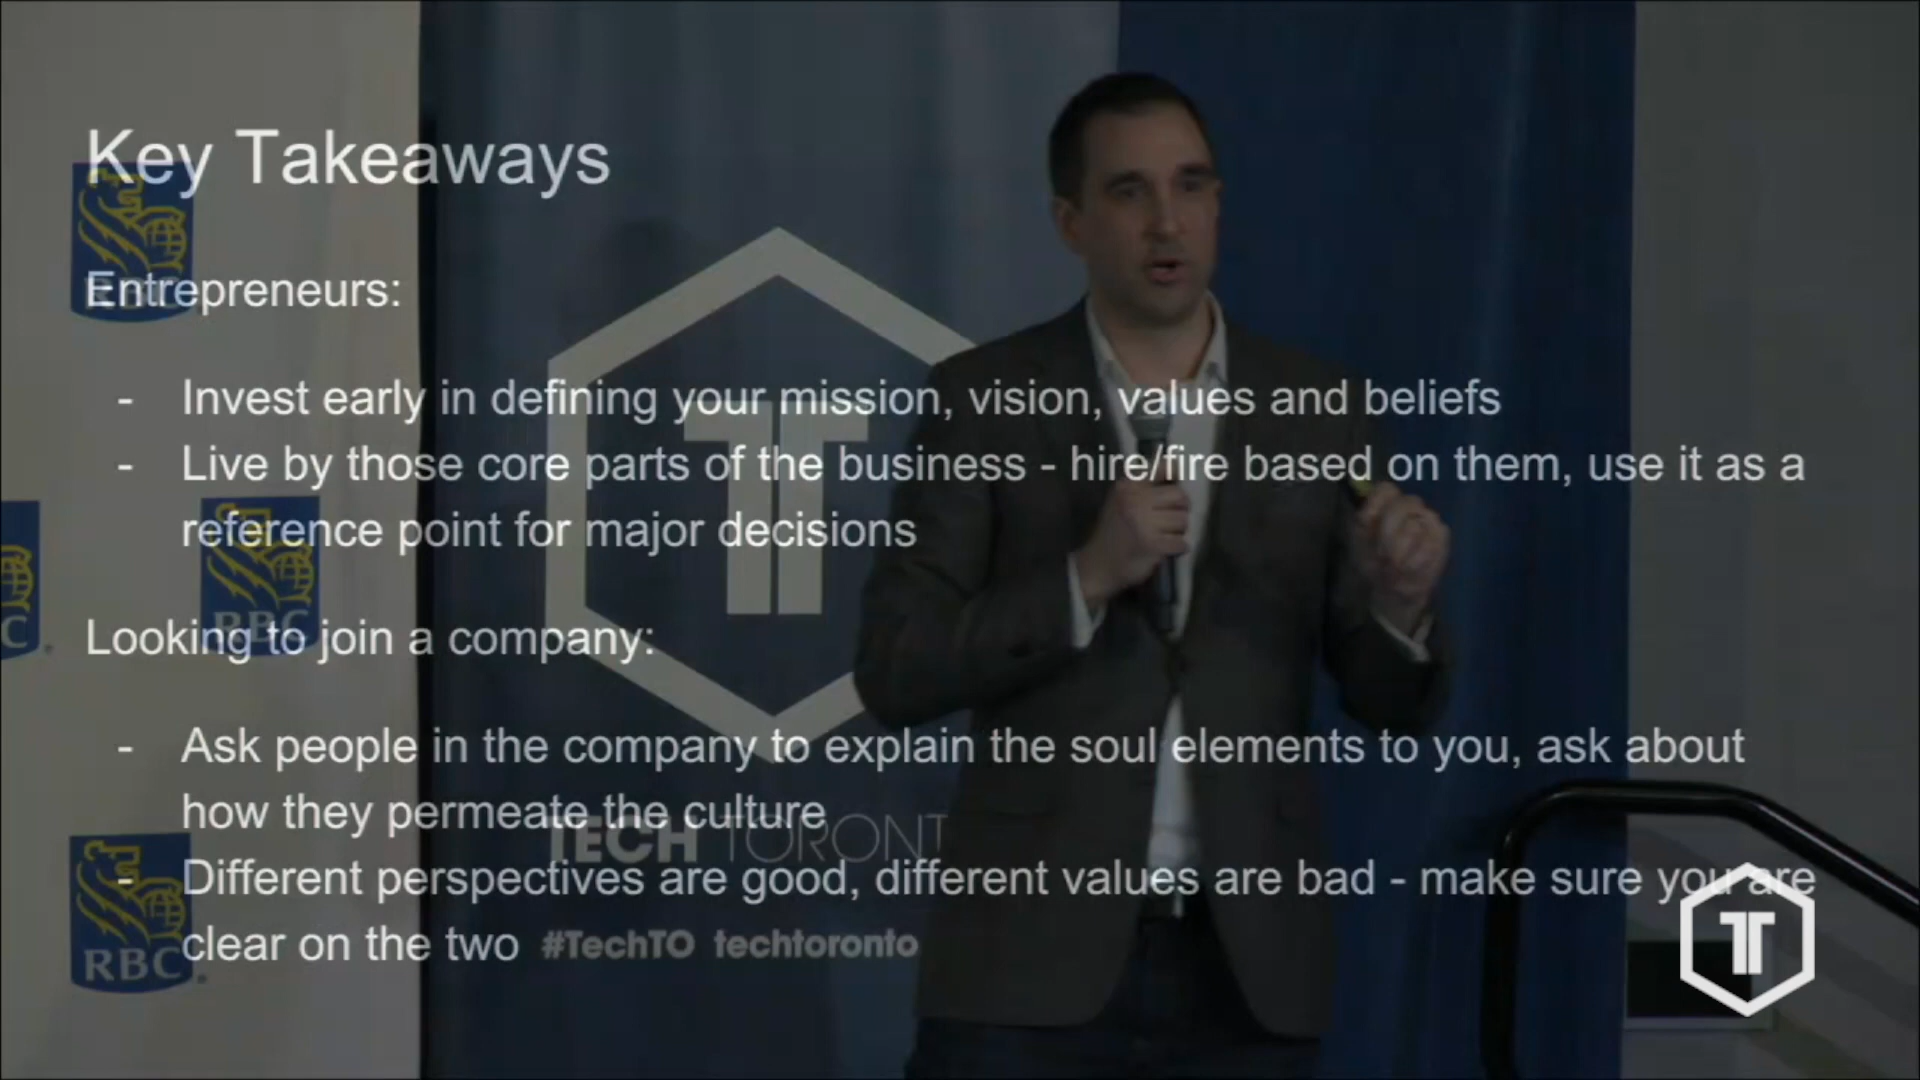 Key Takeaways
RBC
Entrepreneurs:
- Invest early in defining your mission, vision, values and beliefs
- Live by those core parts of the business - hire/fire based on them, use it as a
reference point for major decisions
C
RBC
Looking to join a company:
- Ask people in the company to explain the soul elements to you, ask about
how they permeate the culture
TECH TORONT
- Different perspectives are good, different values are bad - make sure you are
clear on the two
#TechTO techtoronto
RBC